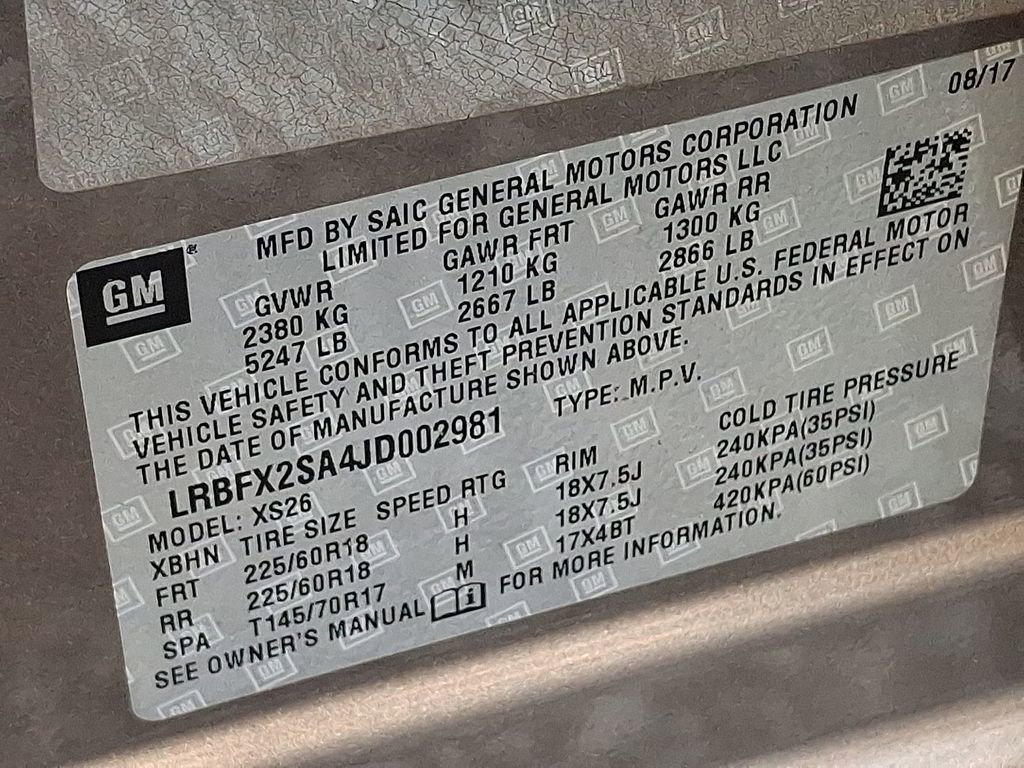 08/17
MFD BY SAIC GENERAL MOTORS CORPORATION
LIMITED FOR GENERAL MOTORS LLC
GM
GVWR GAWR FRT GAWR RR
2380 KG 1210 KG 1300 KG
5247 LB 2667 LB 2866 LB
THIS VEHICLE CONFORMS TO ALL APPLICABLE U.S. FEDERAL MOTOR
VEHICLE SAFETY AND THEFT PREVENTION STANDARDS IN EFFECT ON
THE DATE OF MANUFACTURE SHOWN ABOVE.
LRBFX2SA4JD002981 TYPE: M.P.V.
MODEL: XS26
XBHN TIRE SIZE SPEED RTG RIM COLD TIRE PRESSURE
FRT 225/60R18 H 18X7.5J 240KPA(35PSI)
RR 225/60R18 H 18X7.5J 240KPA(35PSI)
SPA T145/70R17 M 17X4BT 420KPA(60PSI)
SEE OWNER'S MANUAL FOR MORE INFORMATION.